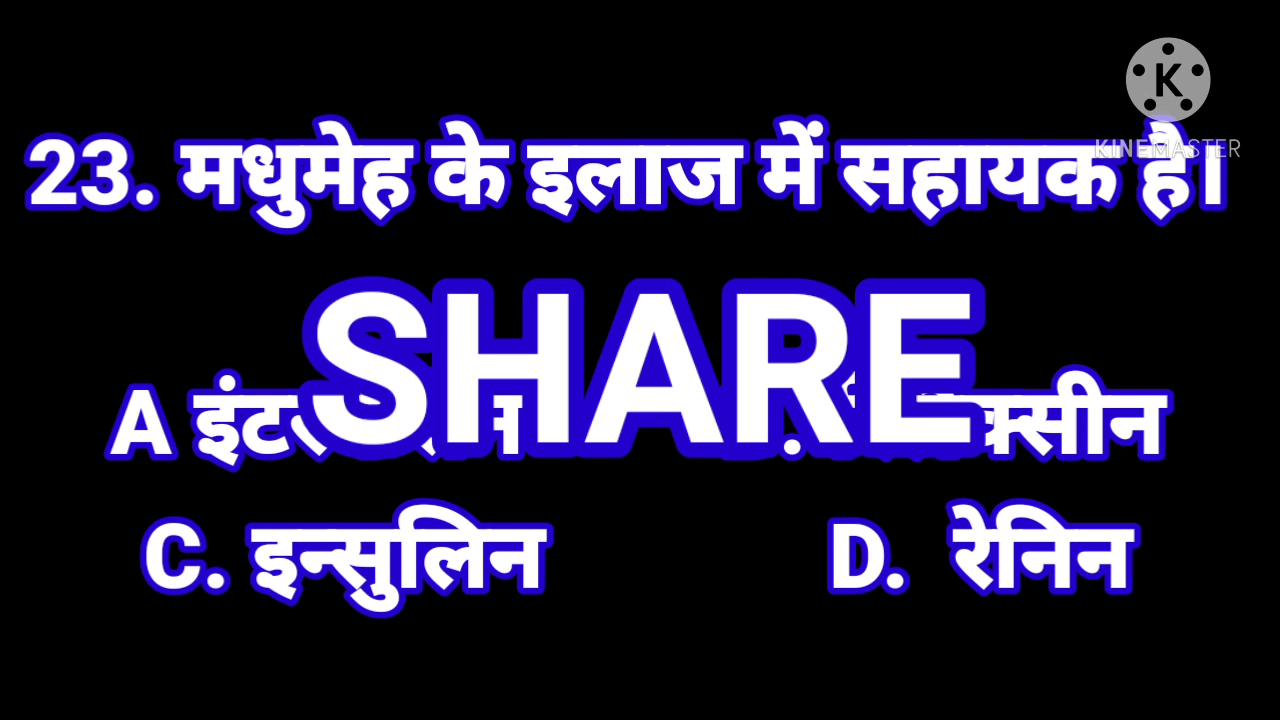 K
KINEMASTER
23. मधुमेह के इलाज में सहायक है।
SHARE
A
C. इन्सुलिन
D. रेनिन